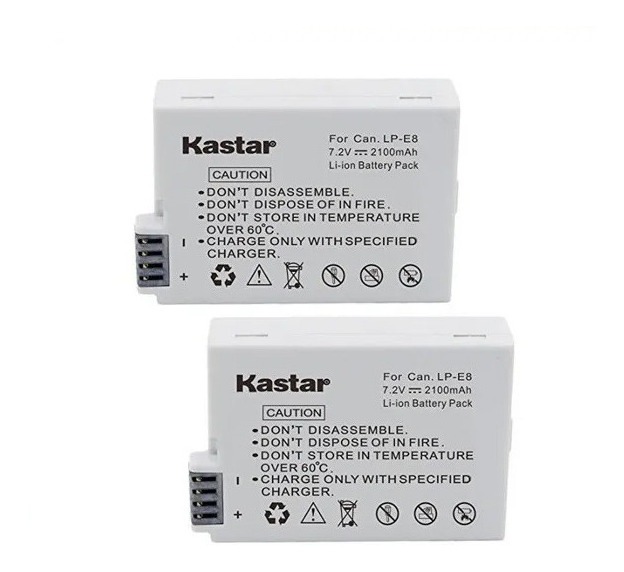 Kastar
For Can. LP-E8
7.2V ⎓ 2100mAh
Li-ion Battery Pack
CAUTION
•DON'T DISASSEMBLE.
•DON'T DISPOSE OF IN FIRE.
•DON'T STORE IN TEMPERATURE
OVER 60℃.
•CHARGE ONLY WITH SPECIFIED
CHARGER.
–
+
Kastar
For Can. LP-E8
7.2V ⎓ 2100mAh
Li-ion Battery Pack
CAUTION
•DON'T DISASSEMBLE.
•DON'T DISPOSE OF IN FIRE.
•DON'T STORE IN TEMPERATURE
OVER 60℃.
•CHARGE ONLY WITH SPECIFIED
CHARGER.
–
+